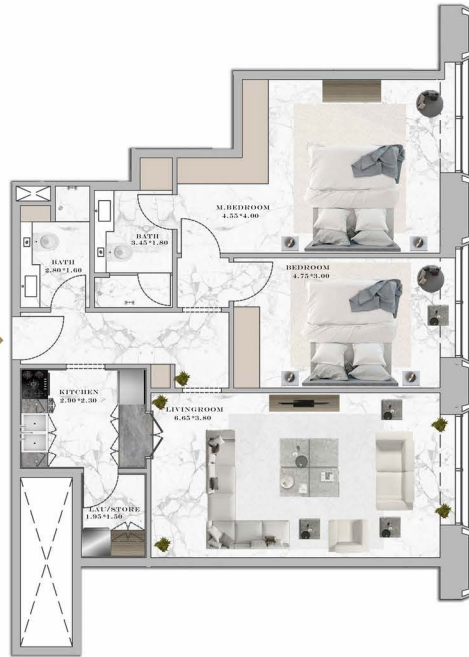 M.BEDROOM
4.55*4.00
BATH
3.45*1.80
BATH
2.80*1.60
BEDROOM
4.75*3.00
KITCHEN
2.90*2.30
LIVINGROOM
6.65*3.80
LAU/STORE
1.95*1.50